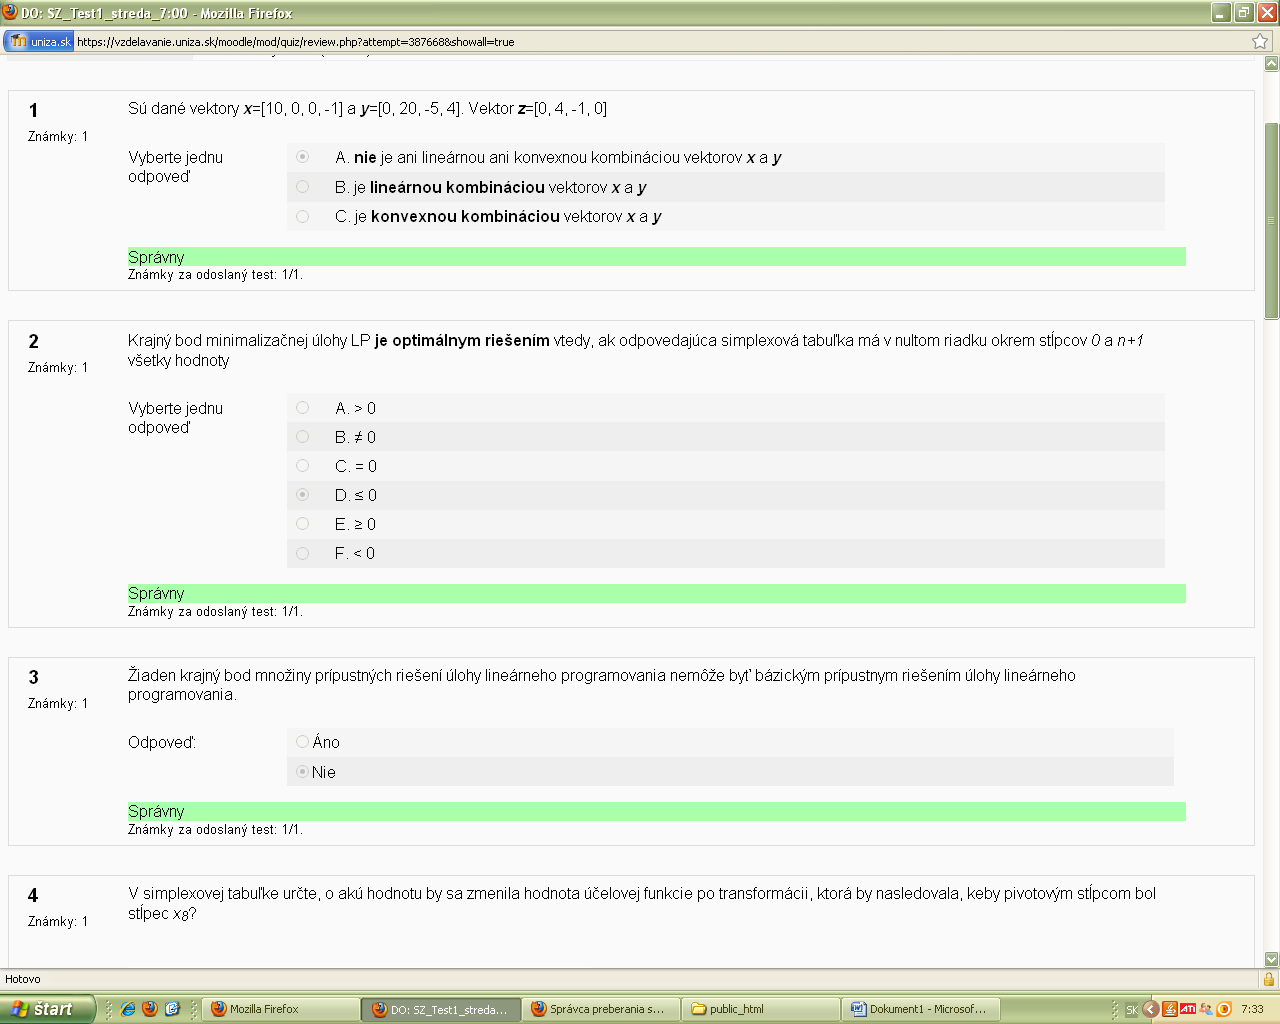 DO: SZ_Test1_streda_7:00 - Mozilla Firefox
uniza.sk https://vzdelavanie.uniza.sk/moodle/mod/quiz/review.php?attempt=387668&showall=true
1
Známky: 1
Sú dané vektory x=[10, 0, 0, -1] a y=[0, 20, -5, 4]. Vektor z=[0, 4, -1, 0]
Vyberte jednu
odpoveď
A. nie je ani lineárnou ani konvexnou kombináciou vektorov x a y
B. je lineárnou kombináciou vektorov x a y
C. je konvexnou kombináciou vektorov x a y
Správny
Známky za odoslaný test: 1/1.
2
Známky: 1
Krajný bod minimalizačnej úlohy LP je optimálnym riešením vtedy, ak odpovedajúca simplexová tabuľka má v nultom riadku okrem stĺpcov 0 a n+1
všetky hodnoty
Vyberte jednu
odpoveď
A. > 0
B. ≠ 0
C. = 0
D. ≤ 0
E. ≥ 0
F. < 0
Správny
Známky za odoslaný test: 1/1.
3
Známky: 1
Žiaden krajný bod množiny prípustných riešení úlohy lineárneho programovania nemôže byť bázickým prípustnym riešením úlohy lineárneho
programovania.
Odpoveď:
Áno
Nie
Správny
Známky za odoslaný test: 1/1.
4
Známky: 1
V simplexovej tabuľke určte, o akú hodnotu by sa zmenila hodnota účelovej funkcie po transformácii, ktorá by nasledovala, keby pivotovým stĺpcom bol
stĺpec x8?
Hotovo
štart
Mozilla Firefox
DO: SZ_Test1_streda...
Správca preberania s...
public_html
Dokument1 - Microsof...
SK
ATI
7:33